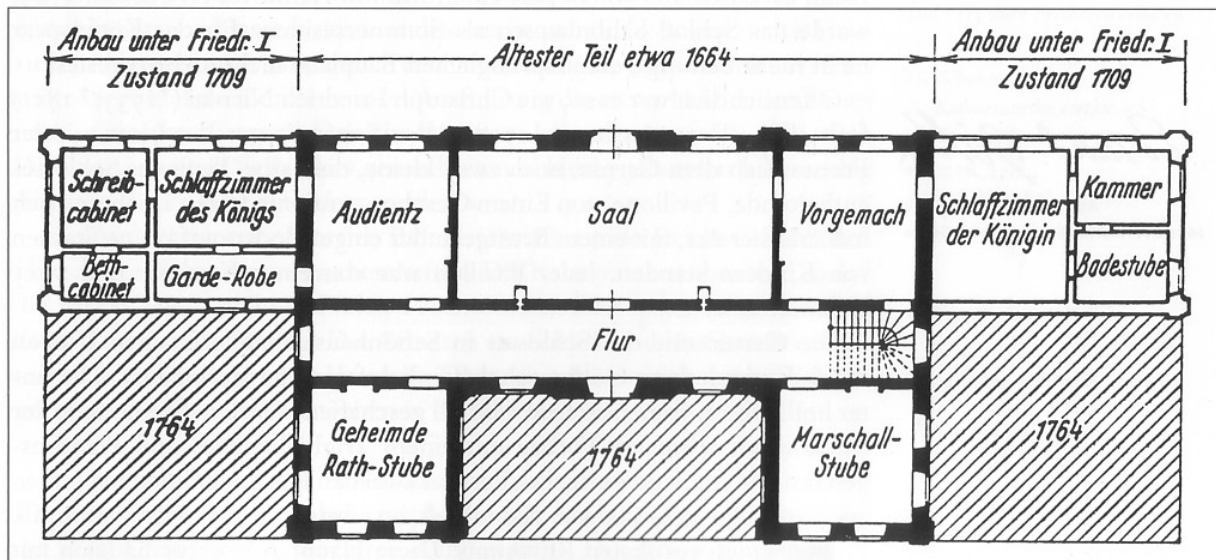 Anbau unter Friedr. I
Zustand 1709
Ältester Teil etwa 1664
Anbau unter Friedr. I
Zustand 1709
Schreib-
cabinet
Schlaffzimmer
des Königs
Audientz
Saal
Vorgemach
Schlaffzimmer
der Königin
Kammer
Beth-
cabinet
Garde-Robe
Badestube
Flur
1764
Geheimde
Rath-Stube
1764
Marschall-
Stube
1764